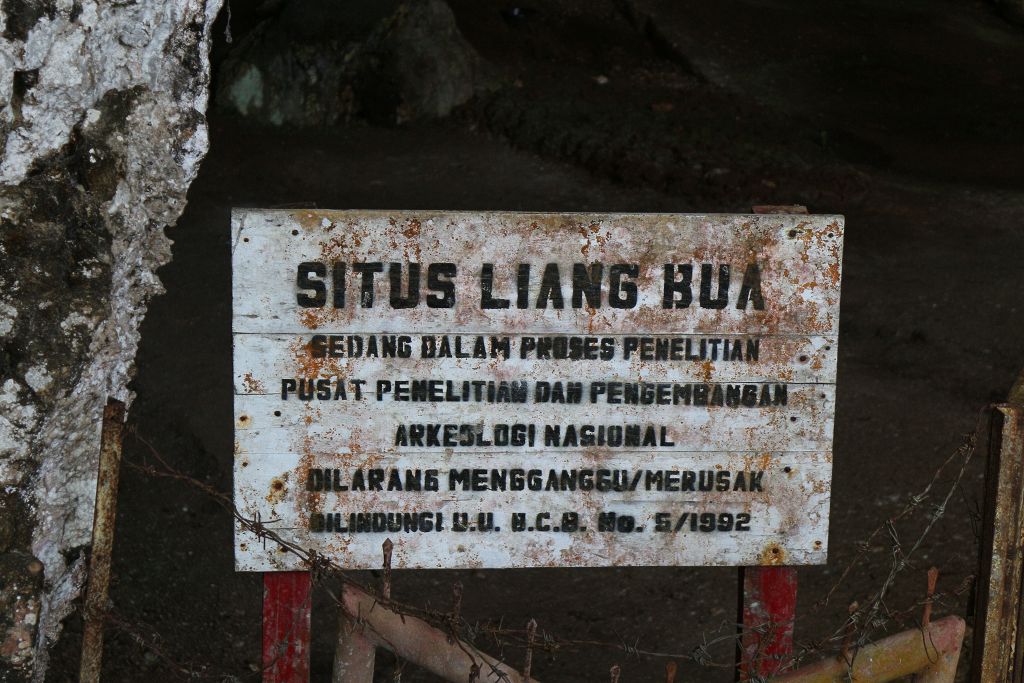 SITUS LIANG BUA
SEDANG DALAM PROSES PENELITIAN
PUSAT PENELITIAN DAN PENGEMBANGAN
ARKEOLOGI NASIONAL
DILARANG MENGGANGGU/MERUSAK
DILINDUNGI U.U. B.C.B. No. 5/1992